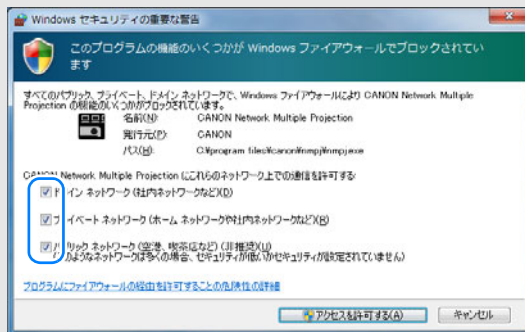 Windows セキュリティの重要な警告
このプログラムの機能のいくつかが Windows ファイアウォールでブロックされてい
ます
すべてのパブリック、プライベート、ドメイン ネットワークで、Windows ファイアウォールにより CANON Network Multiple
Projection の機能のいくつかがブロックされています。
名前(N): CANON Network Multiple Projection
発行元(P): CANON
パス(H): C:¥program files¥canon¥nmpj¥nmpj.exe
CANON Network Multiple Projection にこれらのネットワーク上での通信を許可する:
ドメイン ネットワーク (社内ネットワークなど)(D)
プライベート ネットワーク (ホーム ネットワークや社内ネットワークなど)(R)
パブリック ネットワーク (空港、喫茶店など) (非推奨)(U)
(このようなネットワークは多くの場合、セキュリティが低いかセキュリティが設定されていません)
プログラムにファイアウォールの経由を許可することの危険性の詳細
アクセスを許可する(A) キャンセル